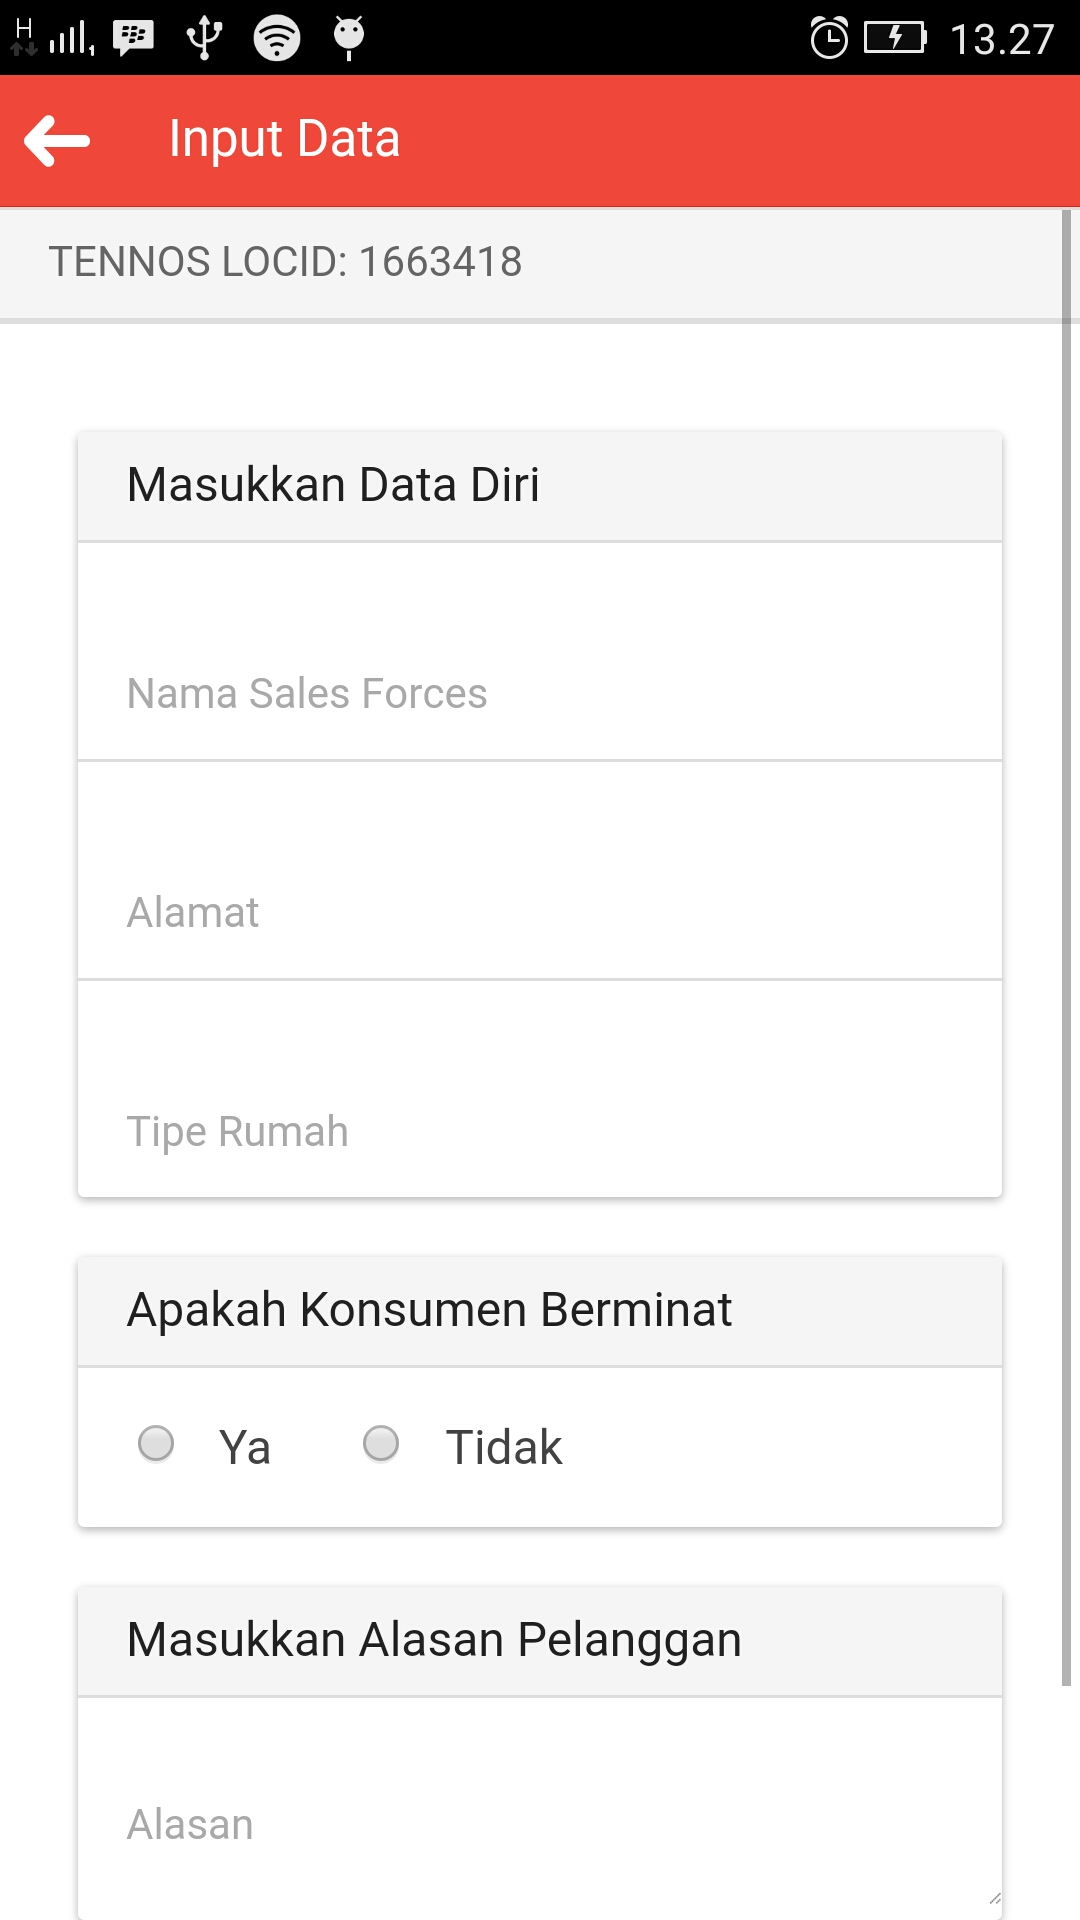 H
13.27
Input Data
TENNOS LOCID: 1663418
Masukkan Data Diri
Nama Sales Forces
Alamat
Tipe Rumah
Apakah Konsumen Berminat
Ya Tidak
Masukkan Alasan Pelanggan
Alasan